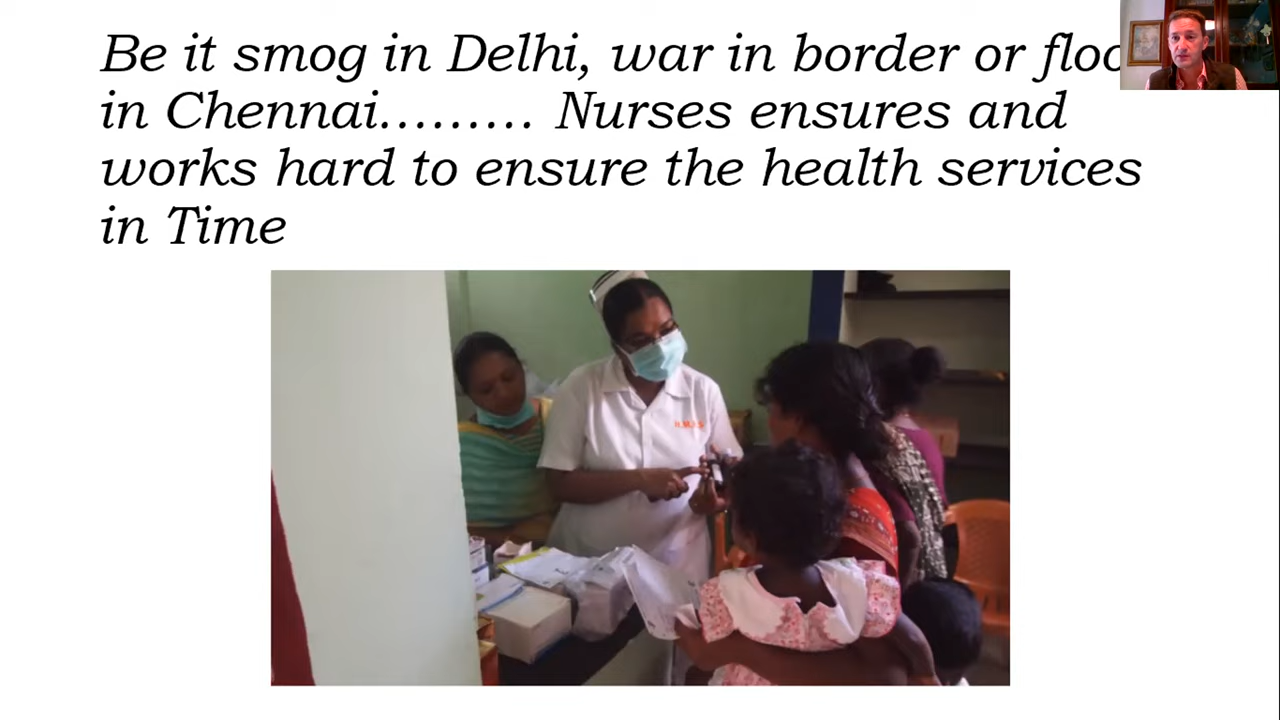 Be it smog in Delhi, war in border or
in Chennai......... Nurses ensures and
works hard to ensure the health services
in Time